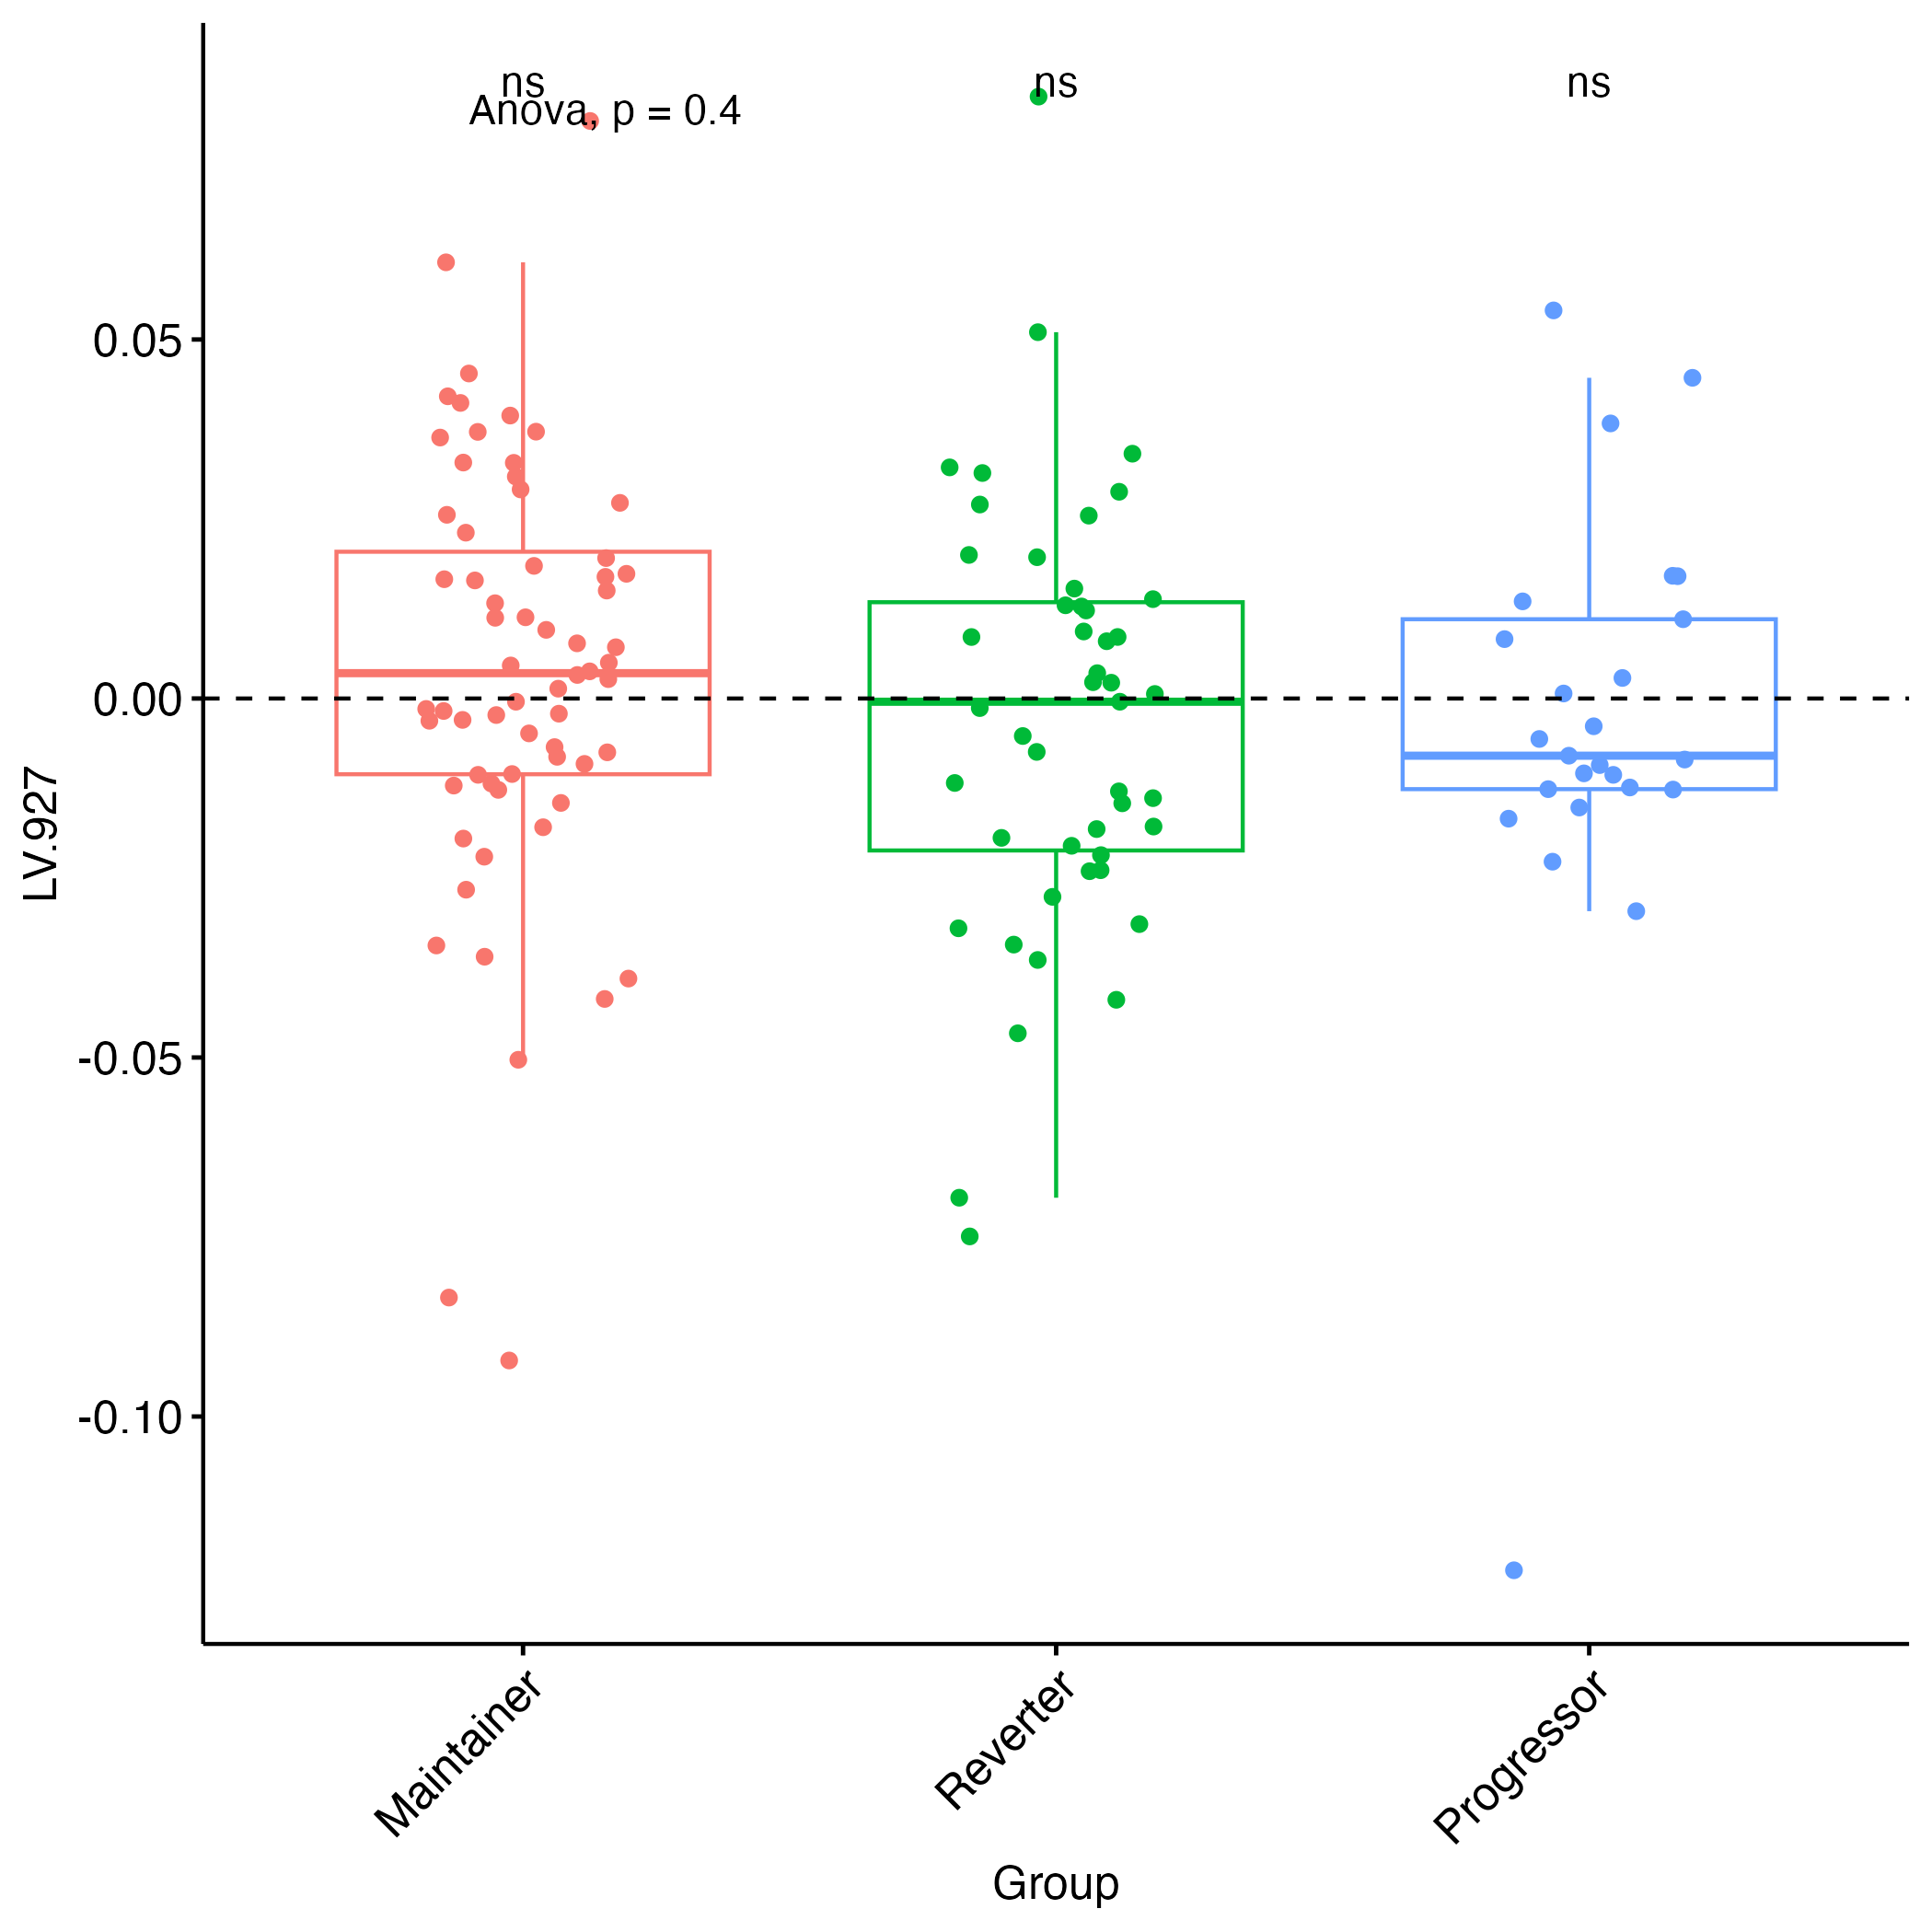 ns
ns
ns
Anova, p = 0.4
0.05
0.00
-0.05
-0.10
LV.927
Maintainer
Reverter
Progressor
Group